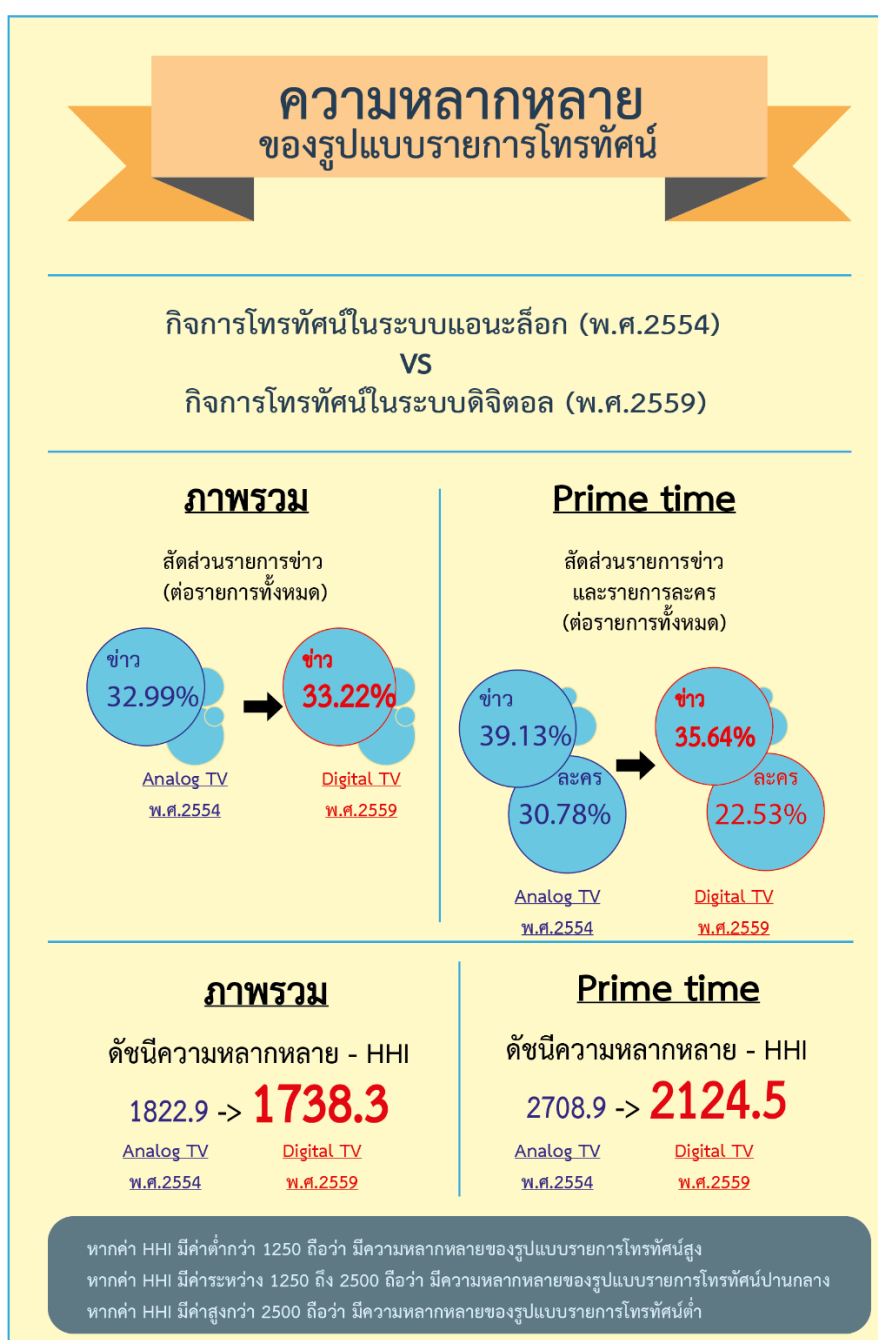 ความหลากหลาย
ของรูปแบบรายการโทรทัศน์
กิจการโทรทัศน์ในระบบแอนะล็อก (พ.ศ.2554)
VS
กิจการโทรทัศน์ในระบบดิจิตอล (พ.ศ.2559)
ภาพรวม
สัดส่วนรายการข่าว
(ต่อรายการทั้งหมด)
ข่าว
32.99%
ข่าว
33.22%
Analog TV
พ.ศ.2554
Digital TV
พ.ศ.2559
Prime time
สัดส่วนรายการข่าว
และรายการละคร
(ต่อรายการทั้งหมด)
ข่าว
39.13%
ละคร
30.78%
ข่าว
35.64%
ละคร
22.53%
Analog TV
พ.ศ.2554
Digital TV
พ.ศ.2559
ภาพรวม
ดัชนีความหลากหลาย - HHI
1822.9 -> 1738.3
Analog TV
พ.ศ.2554
Digital TV
พ.ศ.2559
Prime time
ดัชนีความหลากหลาย - HHI
2708.9 -> 2124.5
Analog TV
พ.ศ.2554
Digital TV
พ.ศ.2559
หากค่า HHI มีค่าต่ำกว่า 1250 ถือว่า มีความหลากหลายของรูปแบบรายการโทรทัศน์สูง
หากค่า HHI มีค่าระหว่าง 1250 ถึง 2500 ถือว่า มีความหลากหลายของรูปแบบรายการโทรทัศน์ปานกลาง
หากค่า HHI มีค่าสูงกว่า 2500 ถือว่า มีความหลากหลายของรูปแบบรายการโทรทัศน์ต่ำ